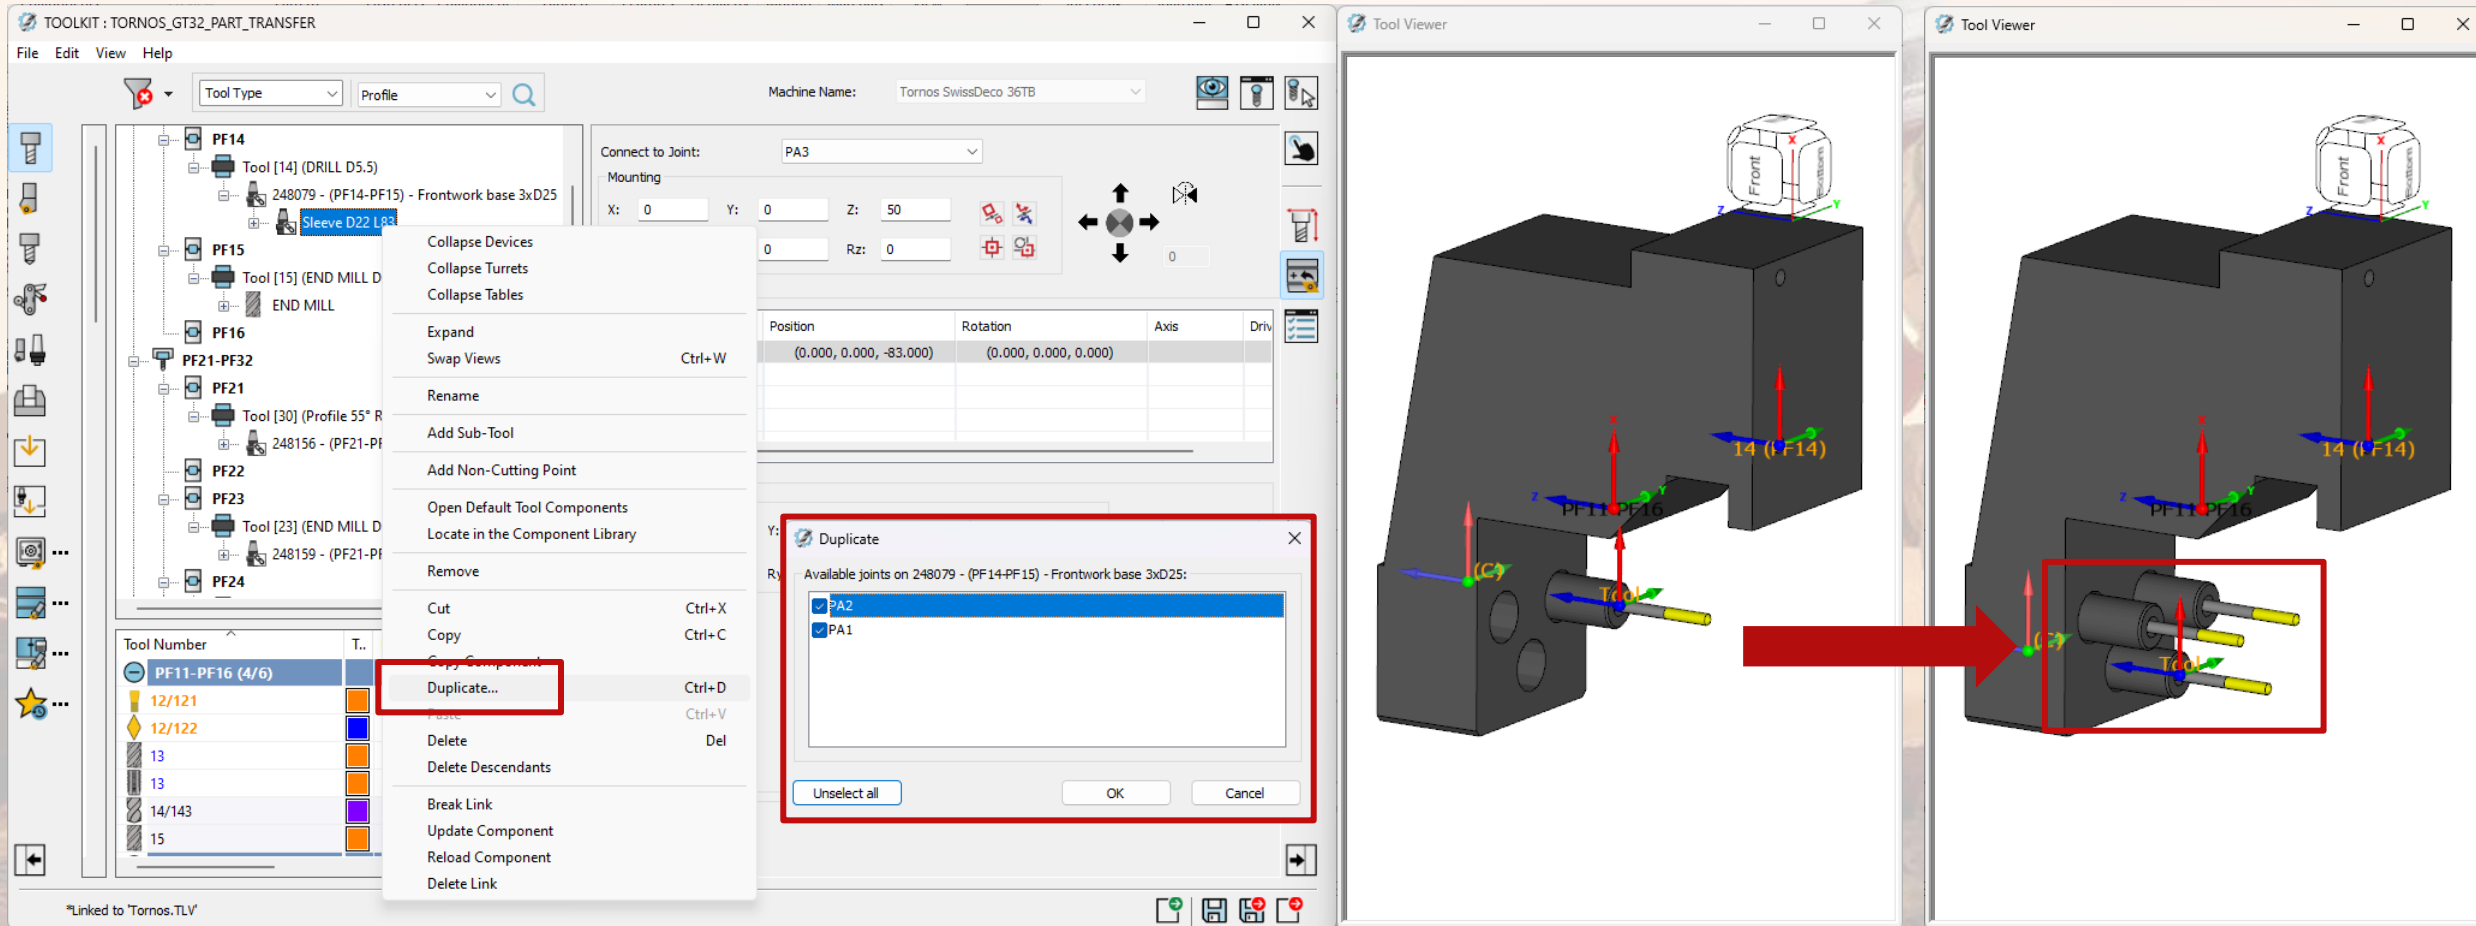 TOOLKIT : TORNOS_GT32_PART_TRANSFER
File Edit View Help
Tool Type
Profile
Machine Name:
Tornos SwissDeco 36TB
PF14
Tool [14] (DRILL D5.5)
248079 - (PF14-PF15) - Frontwork base 3xD25
Sleeve D22 L83
PF15
Tool [15] (END MILL D
END MILL
PF16
PF21-PF32
PF21
Tool [30] (Profile 55° R
248156 - (PF21-PF
PF22
PF23
Tool [23] (END MILL D
248159 - (PF21-PF
PF24
Connect to Joint:
PA3
Mounting
X: 0 Y: 0 Z: 50
0 Rz: 0
0
Position Rotation Axis Driv
(0.000, 0.000, -83.000) (0.000, 0.000, 0.000)
Y:
Ry
Collapse Devices
Collapse Turrets
Collapse Tables
Expand
Swap Views Ctrl+W
Rename
Add Sub-Tool
Add Non-Cutting Point
Open Default Tool Components
Locate in the Component Library
Remove
Cut Ctrl+X
Copy Ctrl+C
Copy Component
Duplicate... Ctrl+D
Paste Ctrl+V
Delete Del
Delete Descendants
Break Link
Update Component
Reload Component
Delete Link
Duplicate
Available joints on 248079 - (PF14-PF15) - Frontwork base 3xD25:
PA2
PA1
Unselect all
OK
Cancel
Tool Number T..
PF11-PF16 (4/6)
12/121
12/122
13
13
14/143
15
*Linked to 'Tornos.TLV'
Tool Viewer
Front
Bottom
X
Z
Y
14 (PF14)
X
Z
Y
PF11-PF16
(C)
Tool
Tool Viewer
Front
Bottom
X
Z
Y
14 (PF14)
X
Z
Y
PF11-PF16
(C)
Tool